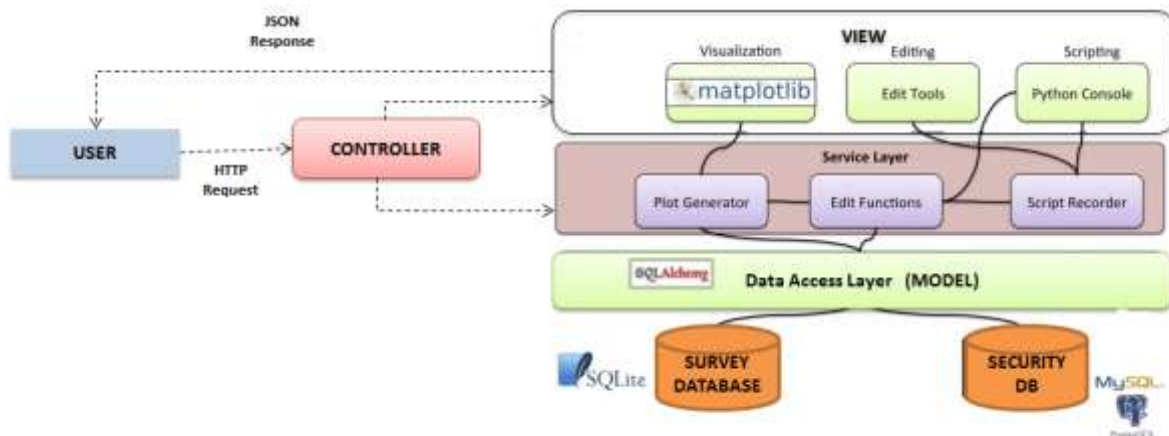 JSON
Response
VIEW
Visualization
Editing
Scripting
matplotlib
Edit Tools
Python Console
USER
HTTP
Request
CONTROLLER
Service Layer
Plot Generator
Edit Functions
Script Recorder
SQLAlchemy
Data Access Layer (MODEL)
SQLite
SURVEY
DATABASE
SECURITY
DB
MySQL